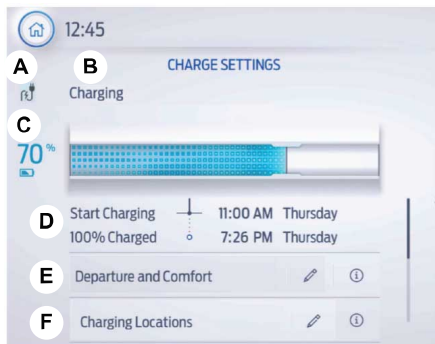 12:45
A B CHARGE SETTINGS
Charging
C
70%
D Start Charging 11:00 AM Thursday
100% Charged 7:26 PM Thursday
E Departure and Comfort
F Charging Locations